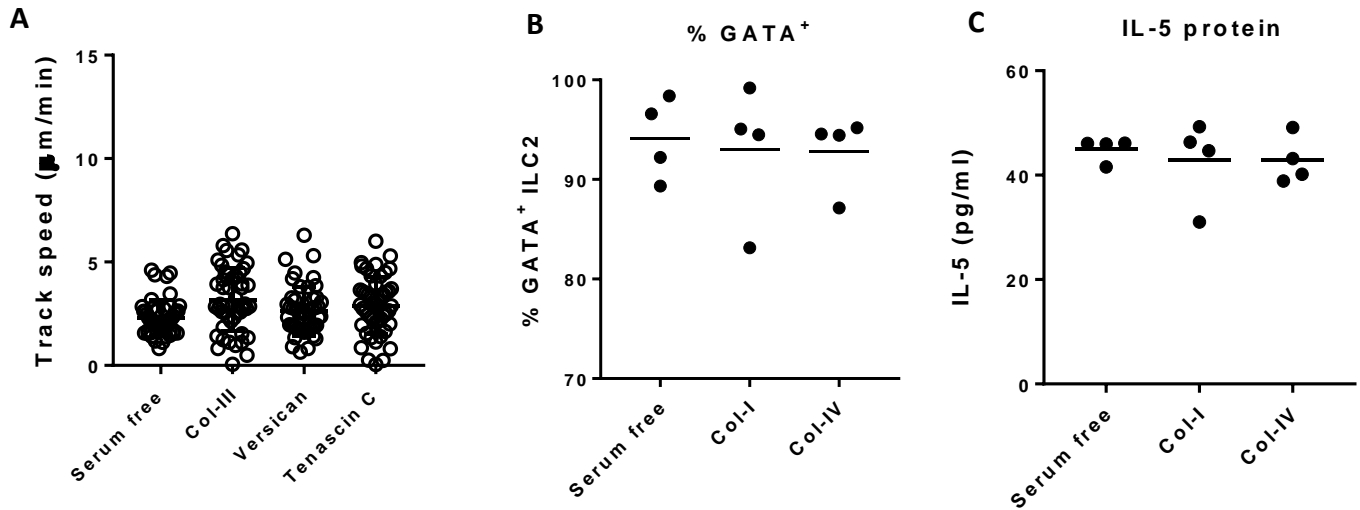 A
Track speed (μm/min)
15
10
5
0
Serum free
Col-III
Versican
Tenascin C
B
% GATA⁺
% GATA⁺ ILC2
100
90
80
70
Serum free
Col-I
Col-IV
C
IL-5 protein
IL-5 (pg/ml)
60
40
20
0
Serum free
Col-I
Col-IV